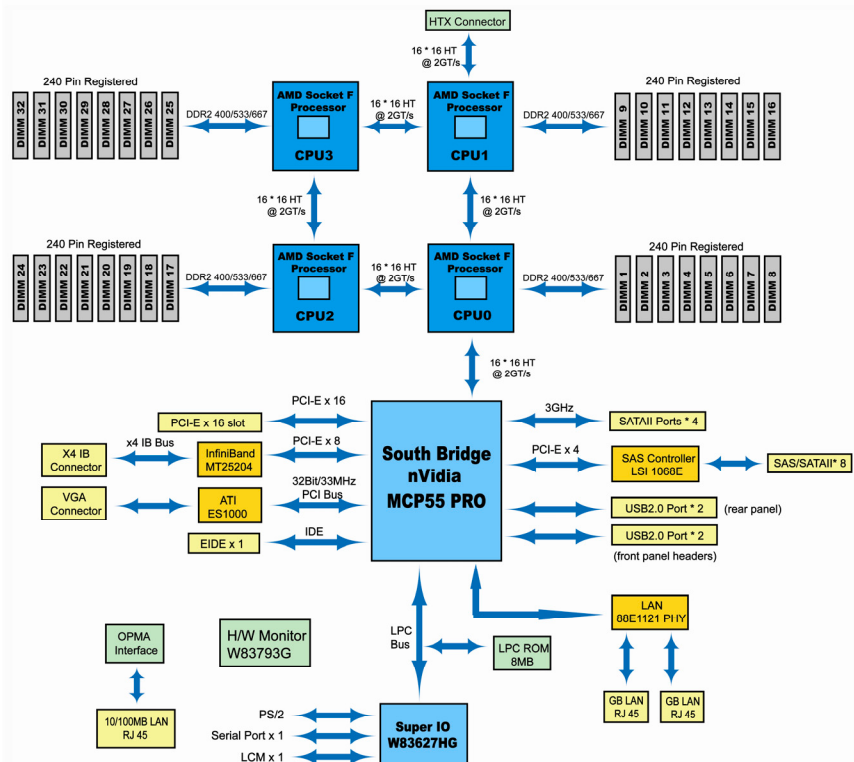 HTX Connector
16 * 16 HT
@ 2GT/s
240 Pin Registered
DIMM 32
DIMM 31
DIMM 30
DIMM 29
DIMM 28
DIMM 27
DIMM 26
DIMM 25
DDR2 400/533/667
AMD Socket F
Processor
CPU3
16 * 16 HT
@ 2GT/s
AMD Socket F
Processor
CPU1
DDR2 400/533/667
240 Pin Registered
DIMM 9
DIMM 10
DIMM 11
DIMM 12
DIMM 13
DIMM 14
DIMM 15
DIMM 16
16 * 16 HT
@ 2GT/s
16 * 16 HT
@ 2GT/s
240 Pin Registered
DIMM 24
DIMM 23
DIMM 22
DIMM 21
DIMM 20
DIMM 19
DIMM 18
DIMM 17
DDR2 400/533/667
AMD Socket F
Processor
CPU2
16 * 16 HT
@ 2GT/s
AMD Socket F
Processor
CPU0
DDR2 400/533/667
240 Pin Registered
DIMM 1
DIMM 2
DIMM 3
DIMM 4
DIMM 5
DIMM 6
DIMM 7
DIMM 8
16 * 16 HT
@ 2GT/s
PCI-E x 16 slot
PCI-E x 16
X4 IB
Connector
x4 IB Bus
InfiniBand
MT25204
PCI-E x 8
VGA
Connector
ATI
ES1000
32Bit/33MHz
PCI Bus
EIDE x 1
IDE
South Bridge
nVidia
MCP55 PRO
3GHz
SATAII Ports * 4
PCI-E x 4
SAS Controller
LSI 1068E
SAS/SATAII* 8
USB2.0 Port * 2
(rear panel)
USB2.0 Port * 2
(front panel headers)
LAN
88E1121 PHY
GB LAN
RJ 45
GB LAN
RJ 45
LPC
Bus
LPC ROM
8MB
OPMA
Interface
10/100MB LAN
RJ 45
H/W Monitor
W83793G
PS/2
Serial Port x 1
LCM x 1
Super IO
W83627HG